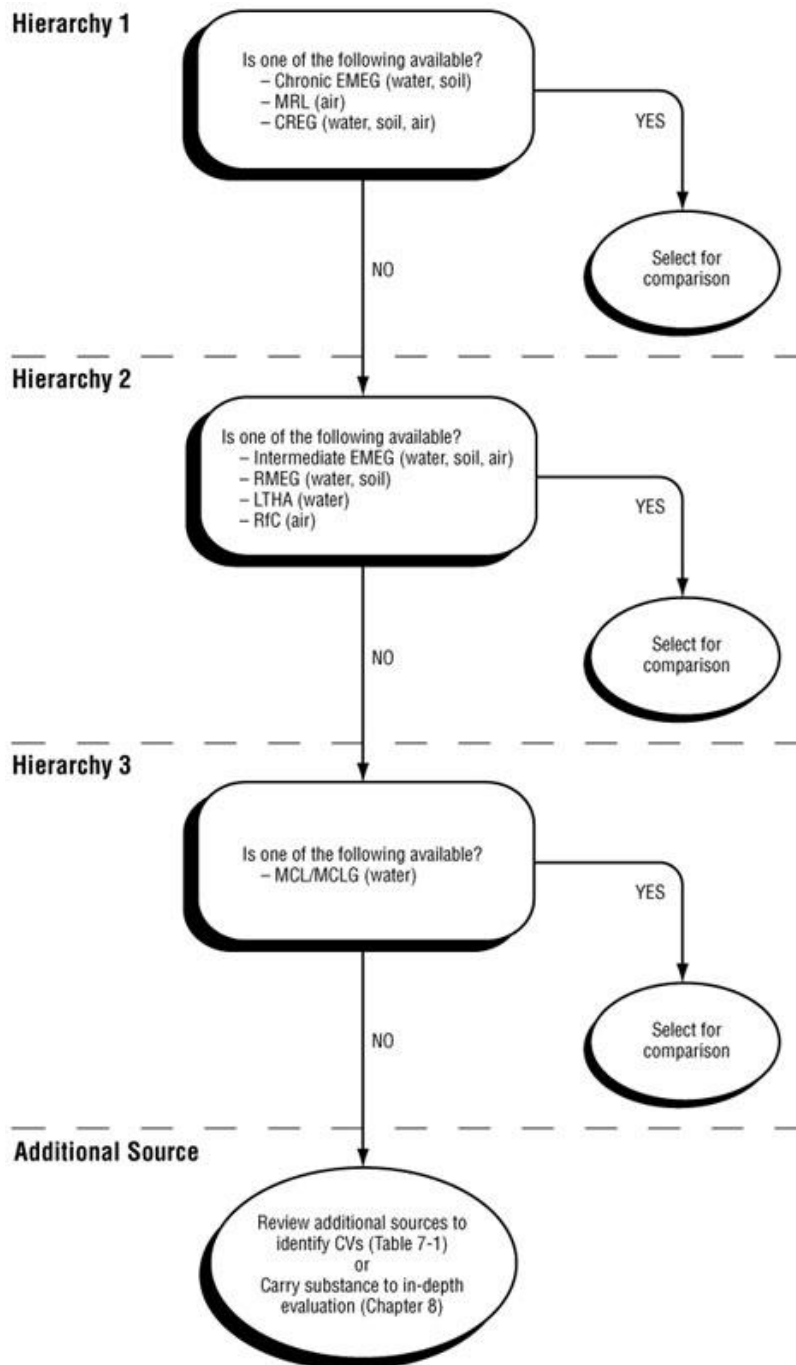 Hierarchy 1
Is one of the following available?
– Chronic EMEG (water, soil)
– MRL (air)
– CREG (water, soil, air)
YES
Select for
comparison
NO
Hierarchy 2
Is one of the following available?
– Intermediate EMEG (water, soil, air)
– RMEG (water, soil)
– LTHA (water)
– RfC (air)
YES
Select for
comparison
NO
Hierarchy 3
Is one of the following available?
– MCL/MCLG (water)
YES
Select for
comparison
NO
Additional Source
Review additional sources to
identify CVs (Table 7-1)
or
Carry substance to in-depth
evaluation (Chapter 8)